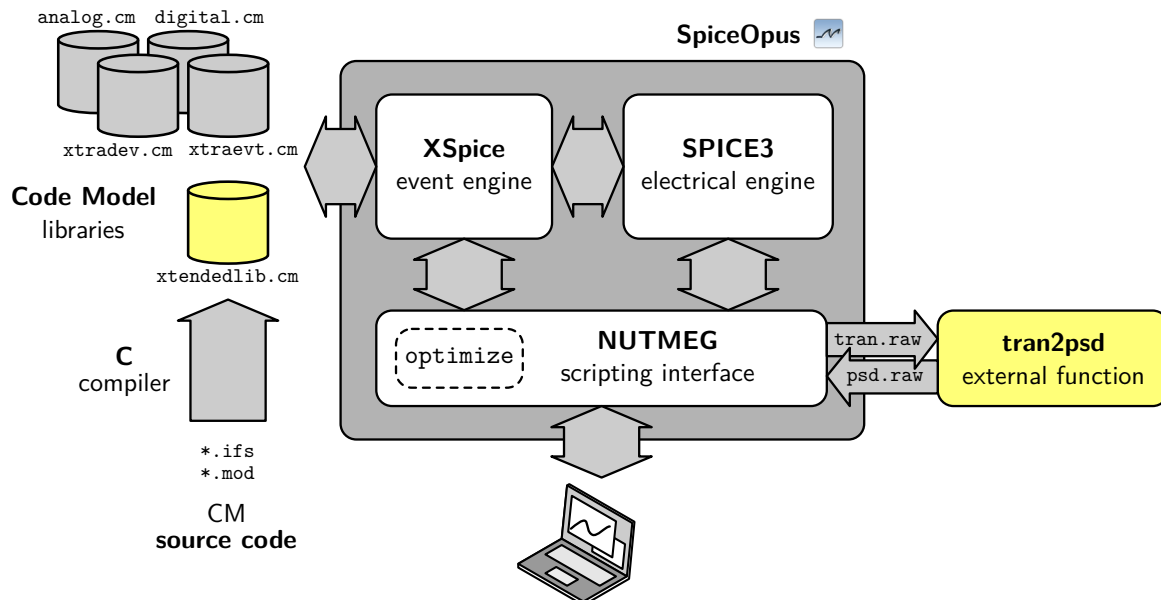 analog.cm
digital.cm
xtradev.cm
xtraevt.cm
Code Model
libraries
xtendedlib.cm
C
compiler
*.ifs
*.mod
CM
source code
SpiceOpus
XSpice
event engine
SPICE3
electrical engine
optimize
NUTMEG
scripting interface
tran.raw
psd.raw
tran2psd
external function